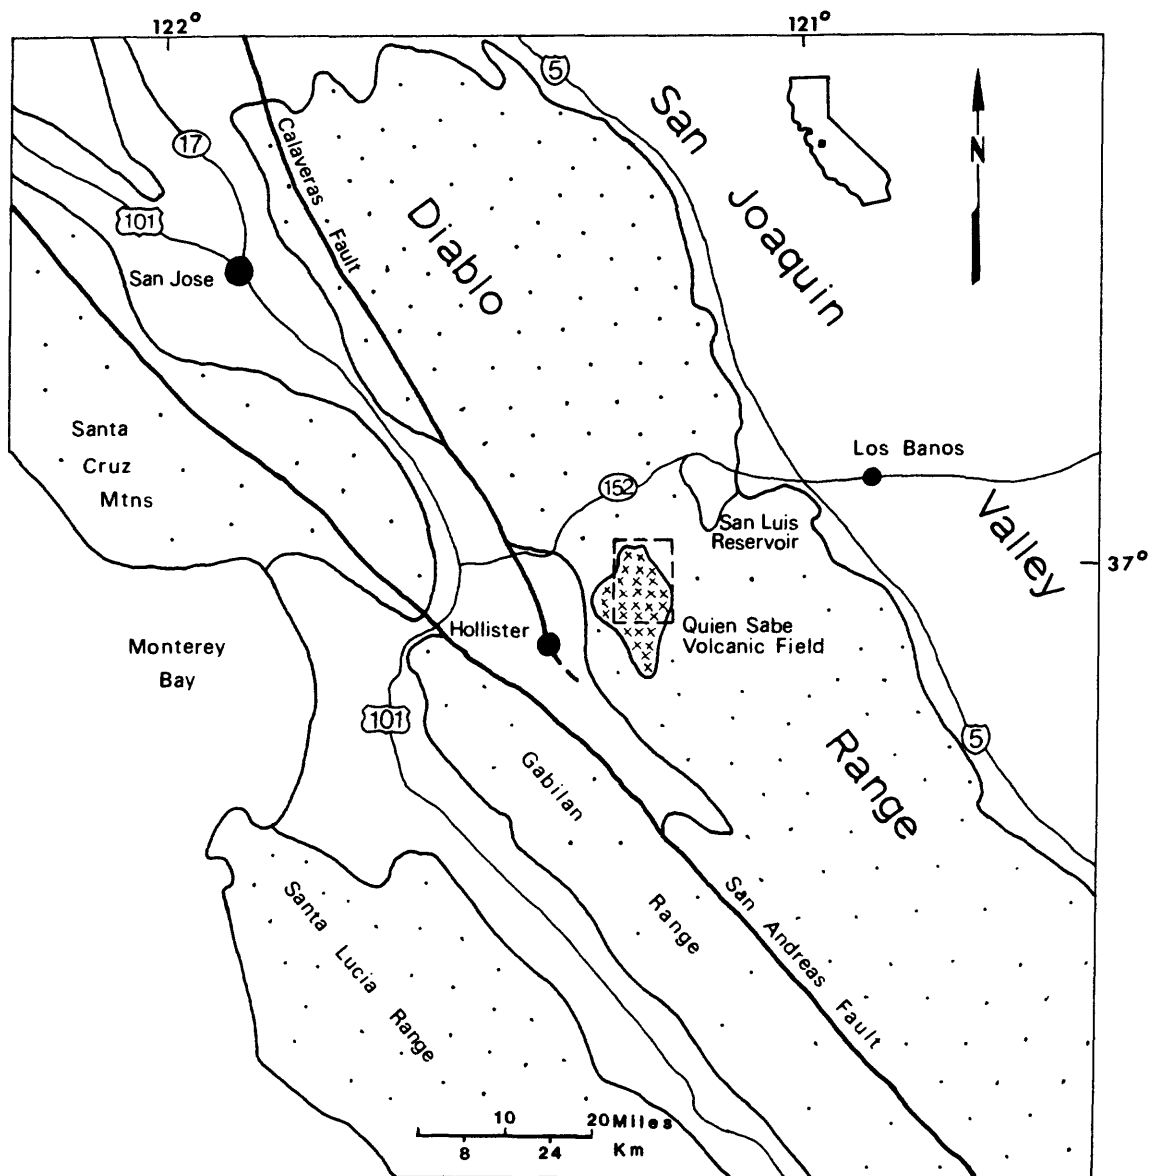 122°
121°
5
San
Joaquin
Valley
N
17
Calaveras
Fault
Diablo
Range
101
San Jose
Santa
Cruz
Mtns
Los Banos
152
San Luis
Reservoir
37°
Hollister
Quien Sabe
Volcanic Field
Monterey
Bay
101
5
Gabilan
Range
San Andreas Fault
Santa Lucia Range
10 20 Miles
8 24 Km